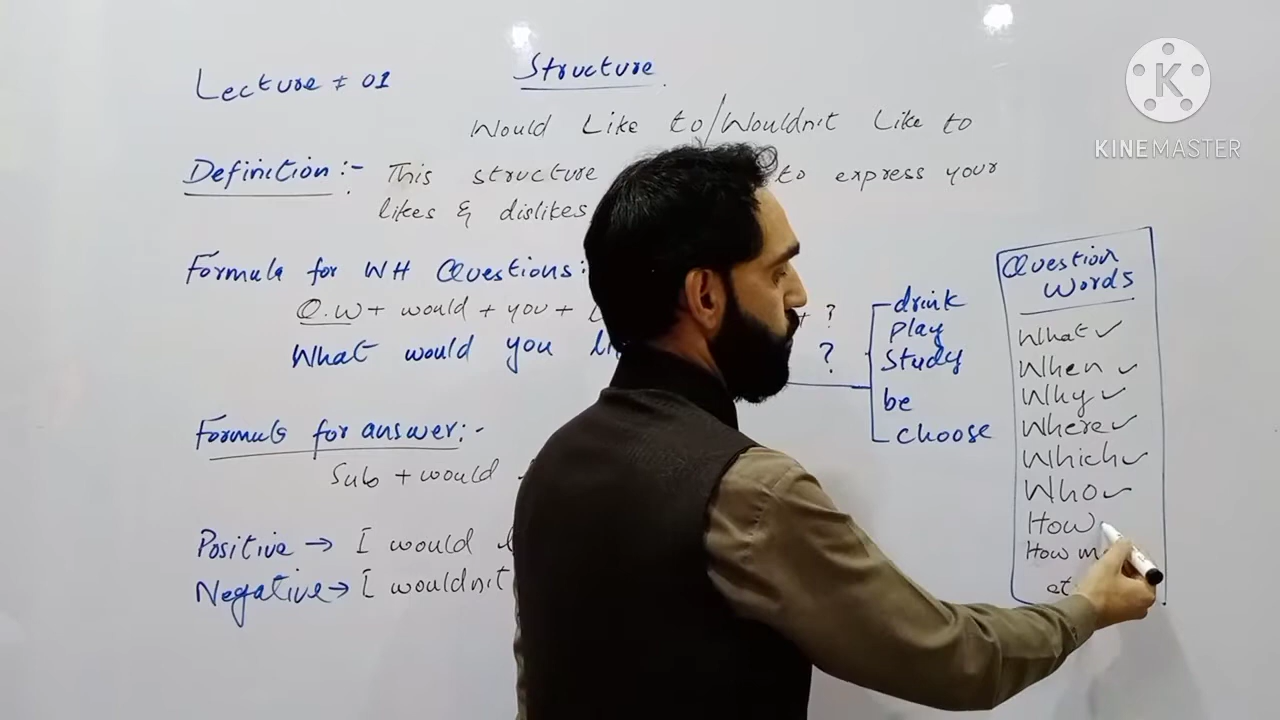 Lecture # 01
Structure
Would Like to/Wouldn't Like to
Definition:- This structure to express your
likes & dislikes
Formula for WH Questions:
Q.W + would + you + + ?
What would you ?
drink
play
study
be
choose
Formula for answer:-
Sub + would
Positive → I would
Negative → I wouldn't
Question
Words
What ✓
When ✓
Why ✓
Where ✓
Which ✓
Who ✓
How
How
K
KINEMASTER